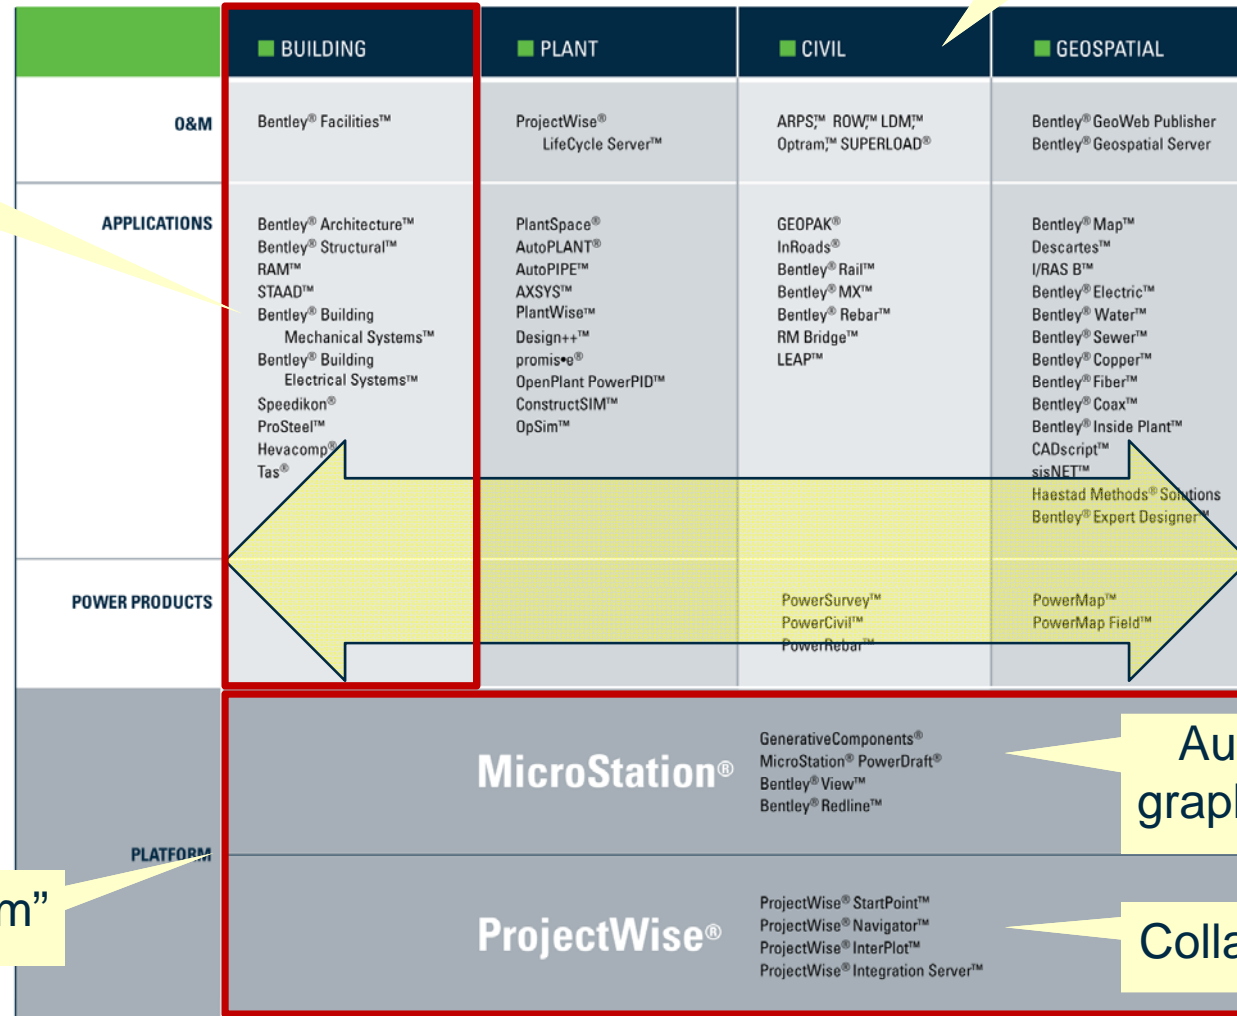 BUILDING
PLANT
CIVIL
GEOSPATIAL
O&M
Bentley® Facilities™
ProjectWise®
LifeCycle Server™
ARPS,™ ROW,™ LDM,™
Optram,™ SUPERLOAD®
Bentley® GeoWeb Publisher
Bentley® Geospatial Server
APPLICATIONS
Bentley® Architecture™
Bentley® Structural™
RAM™
STAAD™
Bentley® Building
Mechanical Systems™
Bentley® Building
Electrical Systems™
Speedikon®
ProSteel™
Hevacomp®
Tas®
PlantSpace®
AutoPLANT®
AutoPIPE™
AXSYS™
PlantWise™
Design++™
promis•e®
OpenPlant PowerPID™
ConstructSIM™
OpSim™
GEOPAK®
InRoads®
Bentley® Rail™
Bentley® MX™
Bentley® Rebar™
RM Bridge™
LEAP™
Bentley® Map™
Descartes™
I/RAS B™
Bentley® Electric™
Bentley® Water™
Bentley® Sewer™
Bentley® Copper™
Bentley® Fiber™
Bentley® Coax™
Bentley® Inside Plant™
CADscript™
sisNET™
Haestad Methods® Solutions
Bentley® Expert Designer™
POWER PRODUCTS
PowerSurvey™
PowerCivil™
PowerRebar™
PowerMap™
PowerMap Field™
PLATFORM
MicroStation®
GenerativeComponents®
MicroStation® PowerDraft®
Bentley® View™
Bentley® Redline™
Au
grap
m”
ProjectWise®
ProjectWise® StartPoint™
ProjectWise® Navigator™
ProjectWise® InterPlot™
ProjectWise® Integration Server™
Colla